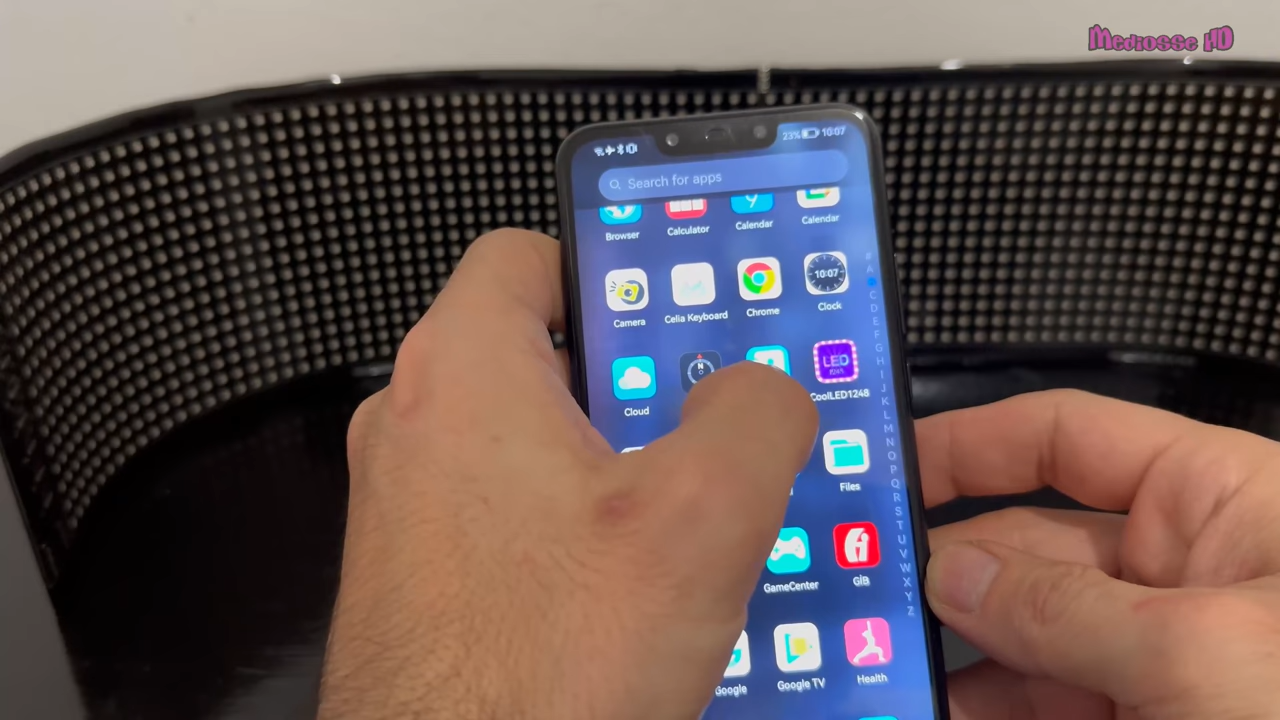 Mediosse HD
23% 10:07
Search for apps
Browser Calculator Calendar Calendar
10:07
Camera Celia Keyboard Chrome Clock
N
LED
Cloud CoolLED1248
Files
GameCenter GİB
Google Google TV Health
#
A
C
D
E
F
G
H
I
J
K
L
M
N
O
P
Q
R
S
T
U
V
W
X
Y
Z